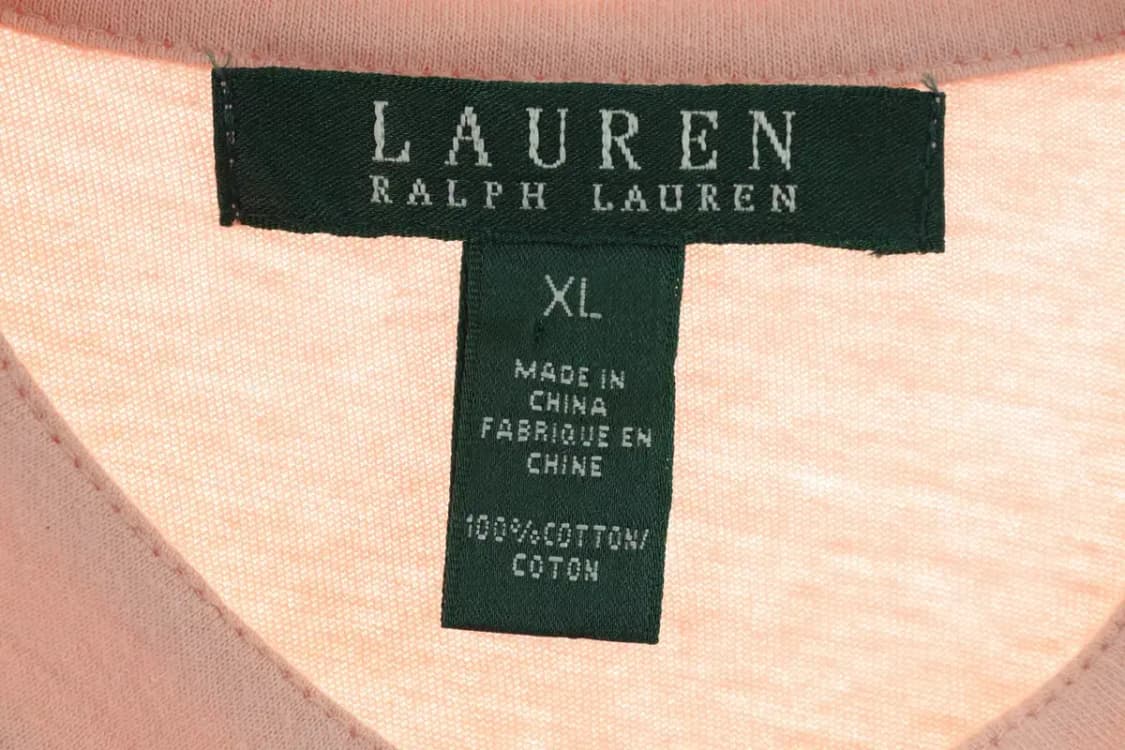 LAUREN
RALPH LAUREN
XL
MADE IN
CHINA
FABRIQUE EN
CHINE
100%COTTON/
COTON